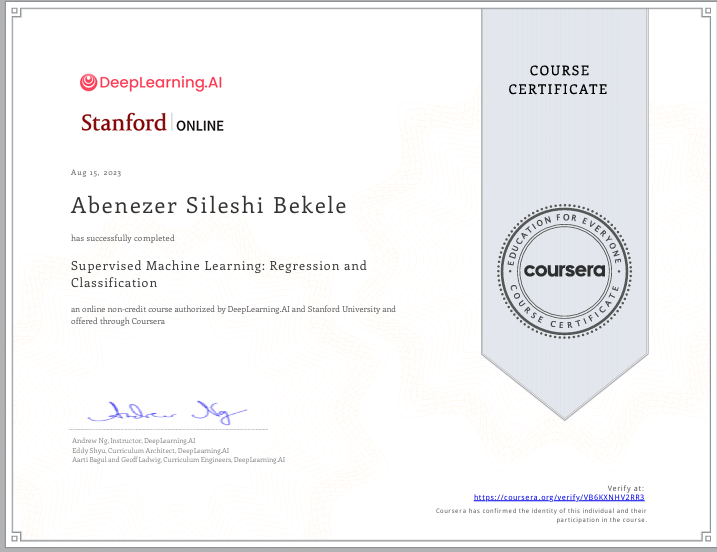 DeepLearning.AI
Stanford | ONLINE
COURSE
CERTIFICATE
Aug 15, 2023
Abenezer Sileshi Bekele
has successfully completed
Supervised Machine Learning: Regression and
Classification
an online non-credit course authorized by DeepLearning.AI and Stanford University and
offered through Coursera
EDUCATION FOR EVERYONE
coursera
COURSE CERTIFICATE
Andrew Ng
Andrew Ng, Instructor, DeepLearning.AI
Eddy Shyu, Curriculum Architect, DeepLearning.AI
Aarti Bagul and Geoff Ladwig, Curriculum Engineers, DeepLearning.AI
Verify at:
https://coursera.org/verify/VB6KXNHV2RR3
Coursera has confirmed the identity of this individual and their
participation in the course.